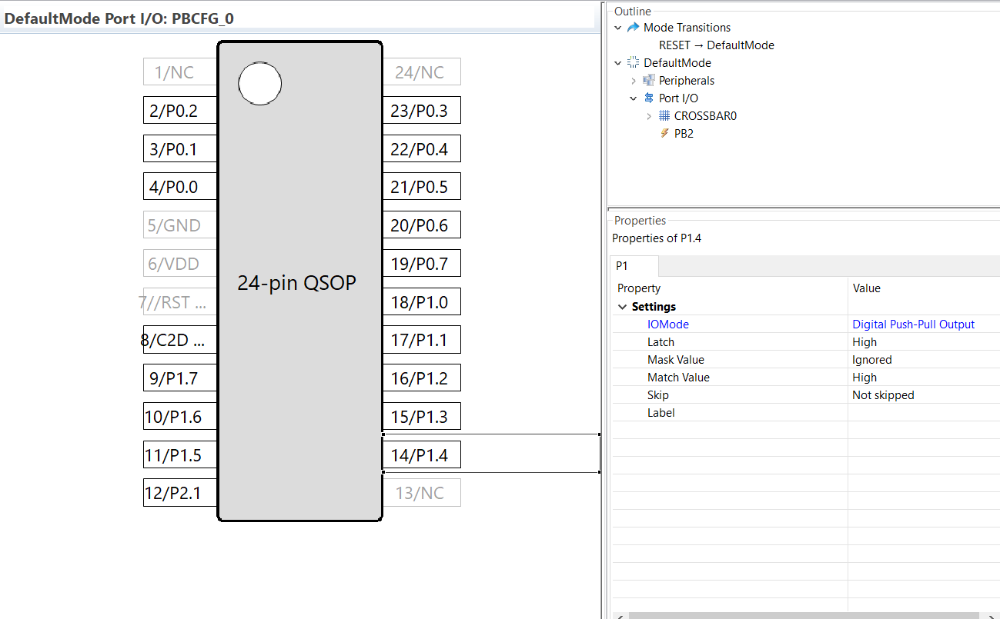 DefaultMode Port I/O: PBCFG_0
1/NC
2/P0.2
3/P0.1
4/P0.0
5/GND
6/VDD
7//RST ...
8/C2D ...
9/P1.7
10/P1.6
11/P1.5
12/P2.1
24-pin QSOP
24/NC
23/P0.3
22/P0.4
21/P0.5
20/P0.6
19/P0.7
18/P1.0
17/P1.1
16/P1.2
15/P1.3
14/P1.4
13/NC
Outline
Mode Transitions
RESET → DefaultMode
DefaultMode
Peripherals
Port I/O
CROSSBAR0
PB2
Properties
Properties of P1.4
P1
Property Value
Settings
IOMode Digital Push-Pull Output
Latch High
Mask Value Ignored
Match Value High
Skip Not skipped
Label